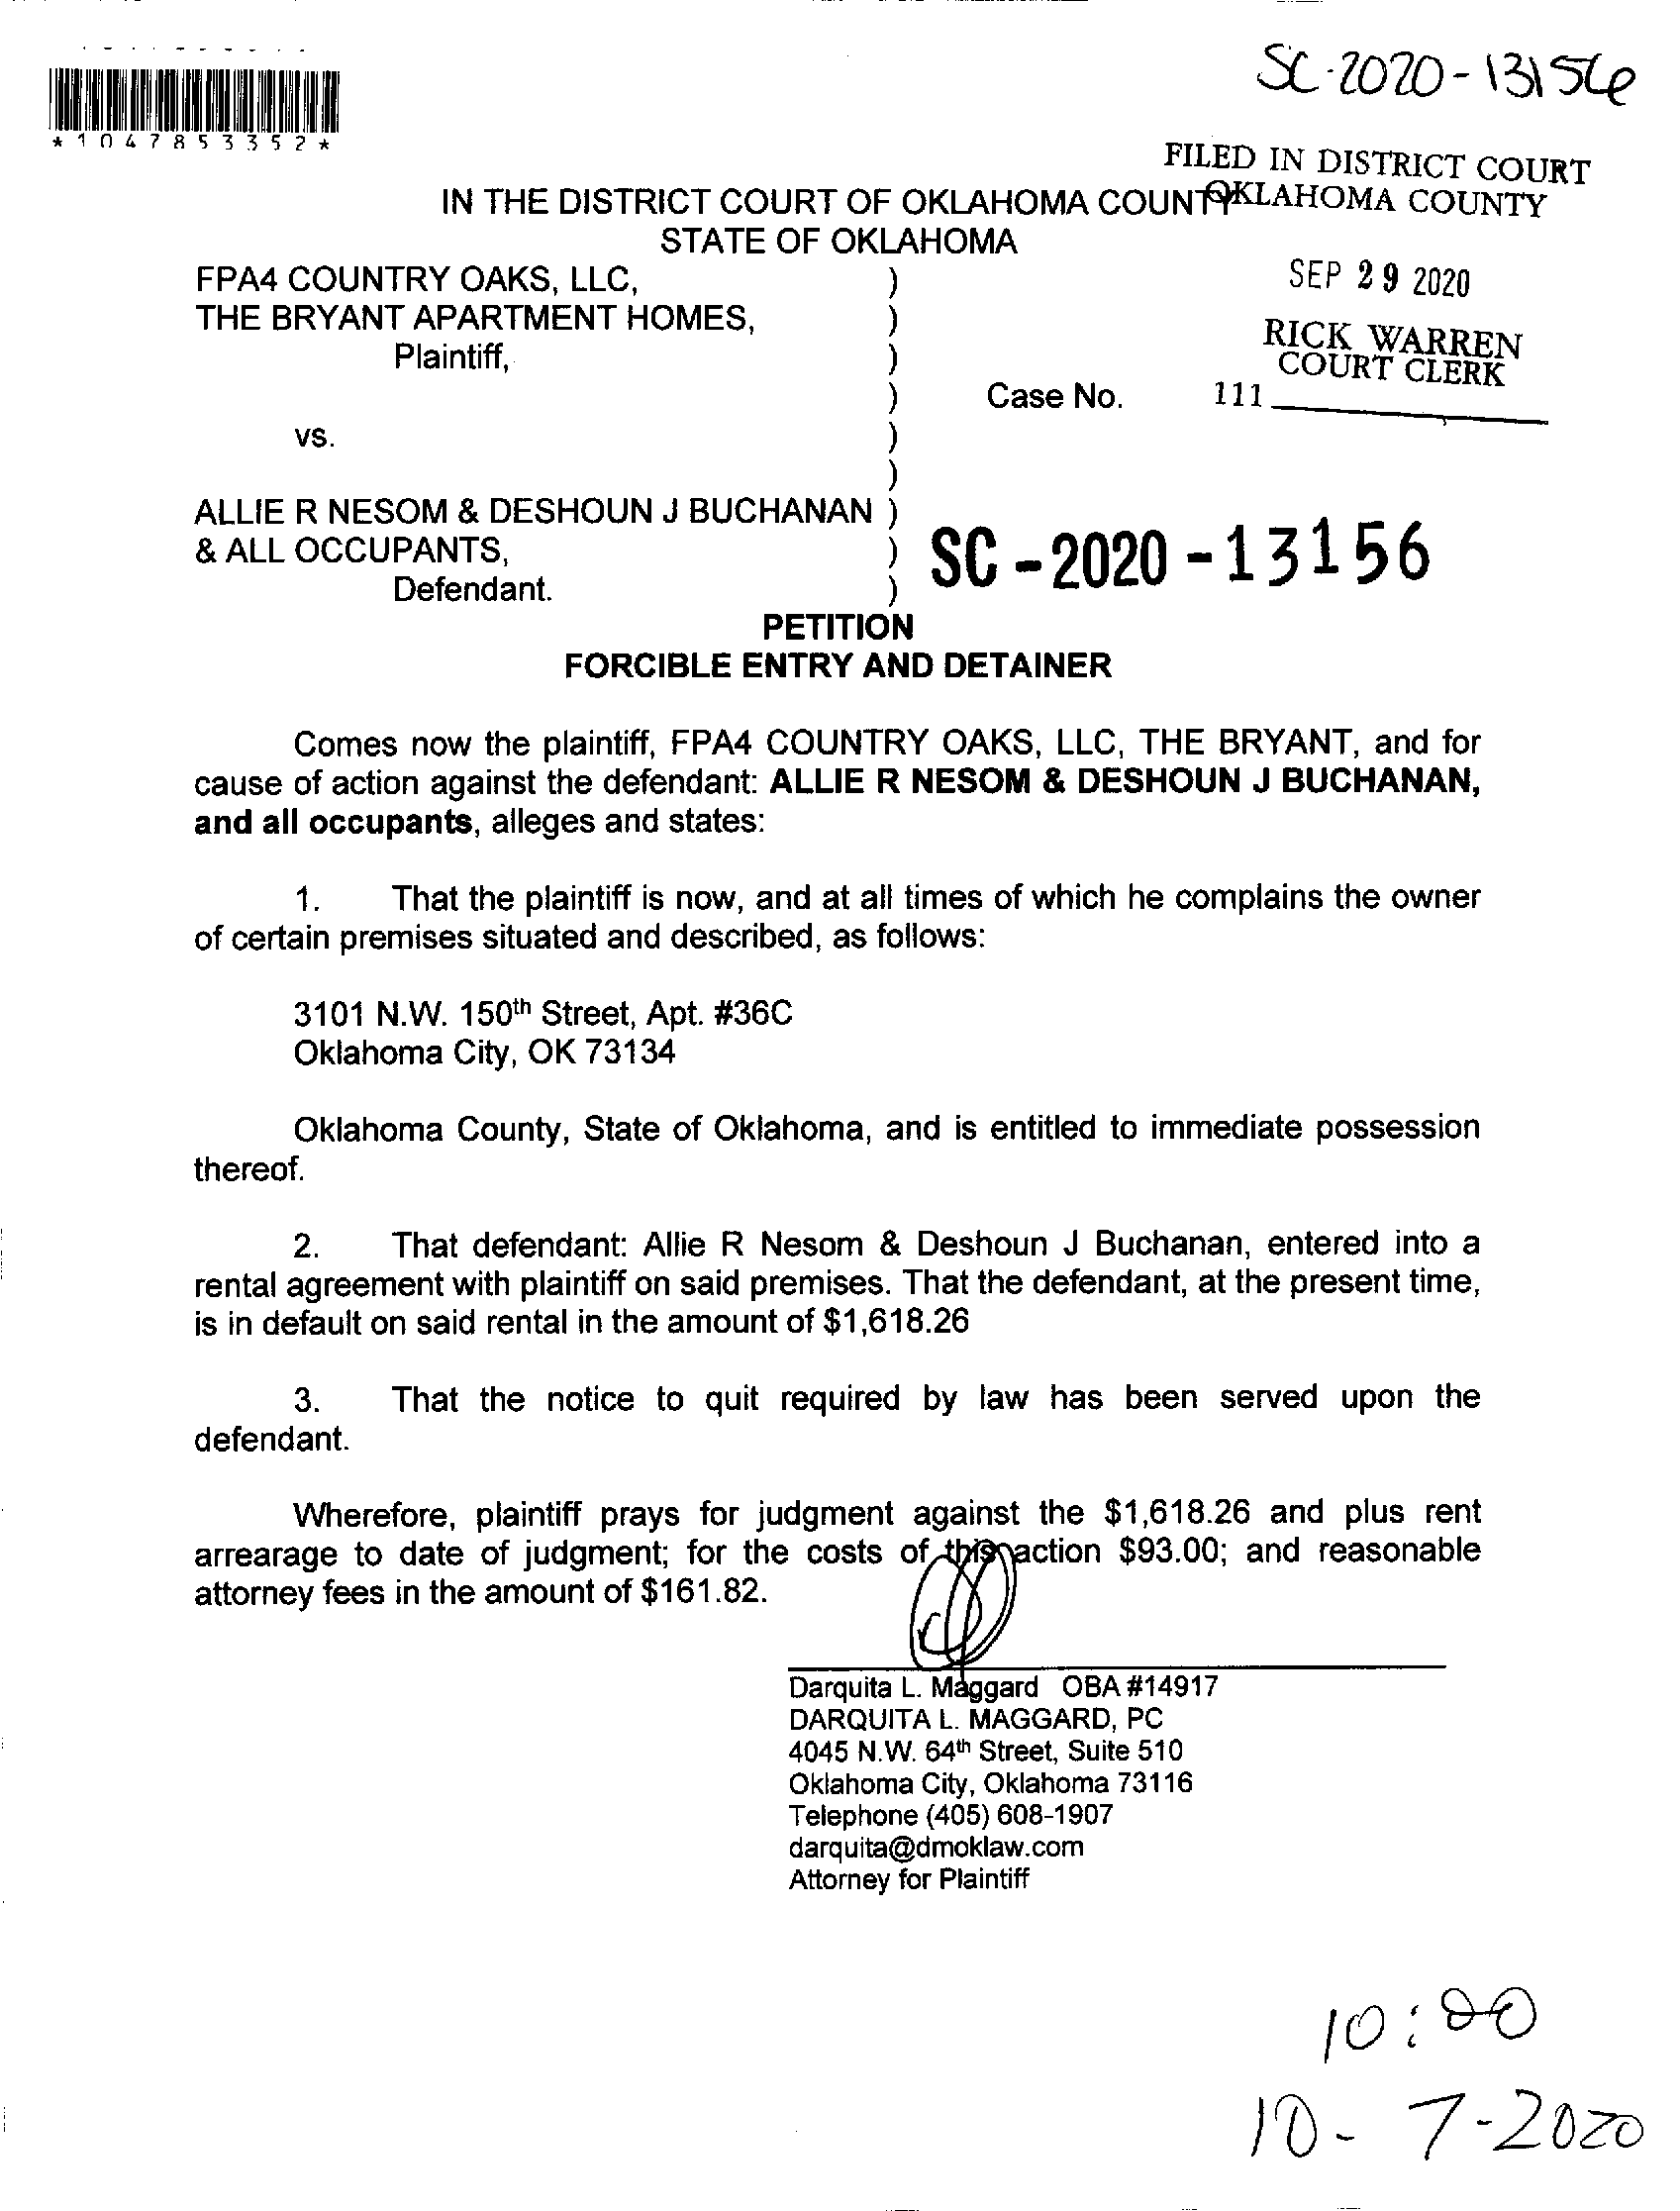 SC-2020-13156
*1047853352*
FILED IN DISTRICT COURT
OKLAHOMA COUNTY
IN THE DISTRICT COURT OF OKLAHOMA COUNTY
STATE OF OKLAHOMA
SEP 29 2020
RICK WARREN
COURT CLERK
111
FPA4 COUNTRY OAKS, LLC, )
THE BRYANT APARTMENT HOMES, )
Plaintiff, )
) Case No.
vs. )
)
ALLIE R NESOM & DESHOUN J BUCHANAN )
& ALL OCCUPANTS, ) SC-2020-13156
Defendant. )
PETITION
FORCIBLE ENTRY AND DETAINER
Comes now the plaintiff, FPA4 COUNTRY OAKS, LLC, THE BRYANT, and for
cause of action against the defendant: ALLIE R NESOM & DESHOUN J BUCHANAN,
and all occupants, alleges and states:
1. That the plaintiff is now, and at all times of which he complains the owner
of certain premises situated and described, as follows:
3101 N.W. 150th Street, Apt. #36C
Oklahoma City, OK 73134
Oklahoma County, State of Oklahoma, and is entitled to immediate possession
thereof.
2. That defendant: Allie R Nesom & Deshoun J Buchanan, entered into a
rental agreement with plaintiff on said premises. That the defendant, at the present time,
is in default on said rental in the amount of $1,618.26
3. That the notice to quit required by law has been served upon the
defendant.
Wherefore, plaintiff prays for judgment against the $1,618.26 and plus rent
arrearage to date of judgment; for the costs of this action $93.00; and reasonable
attorney fees in the amount of $161.82.
Darquita L. Maggard OBA #14917
DARQUITA L. MAGGARD, PC
4045 N.W. 64th Street, Suite 510
Oklahoma City, Oklahoma 73116
Telephone (405) 608-1907
darquita@dmoklaw.com
Attorney for Plaintiff
10:00
10-7-2020